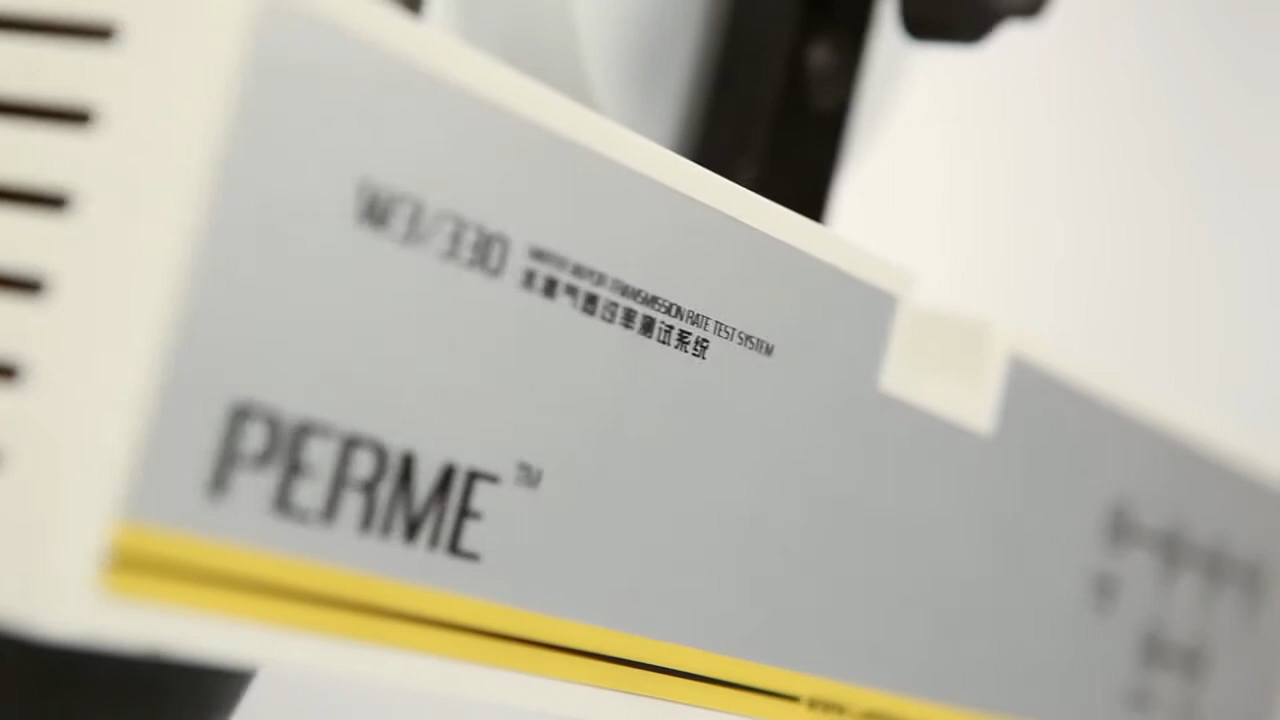 W3/330
WATER VAPOR TRANSMISSION RATE TEST SYSTEM
水蒸气透过率测试系统
PERME™